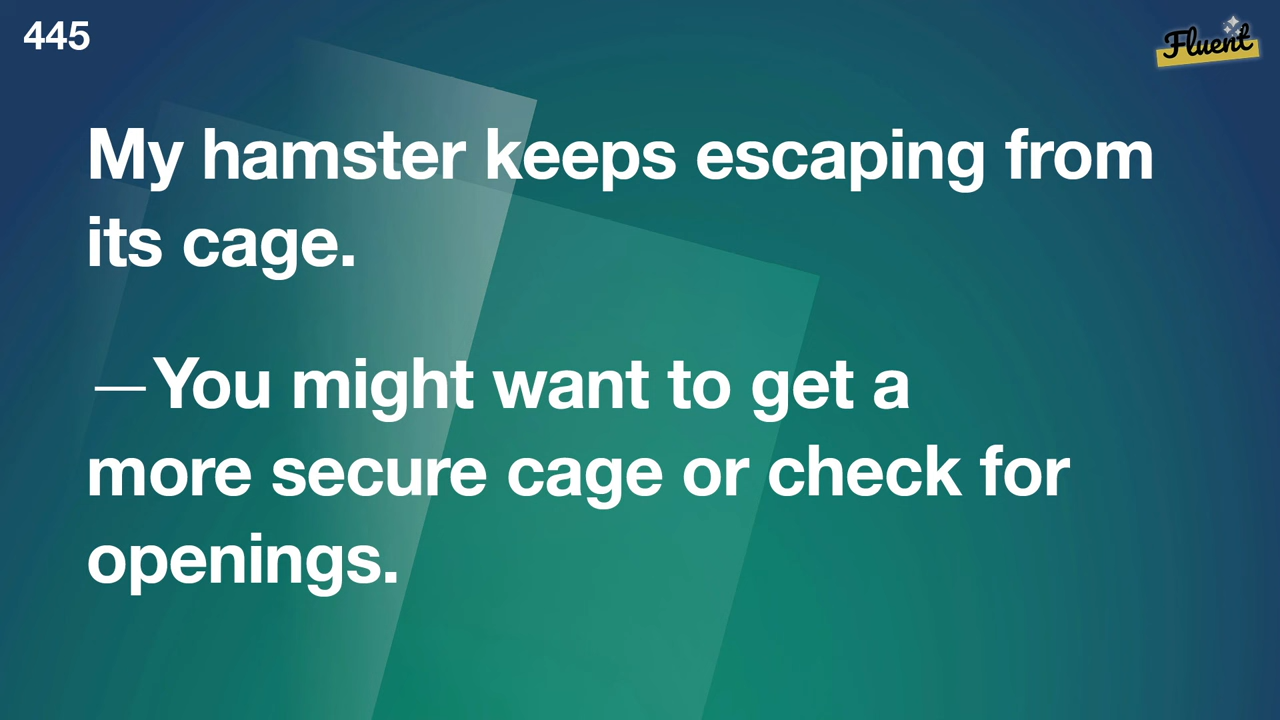 445
Fluent
My hamster keeps escaping from
its cage.
—You might want to get a
more secure cage or check for
openings.